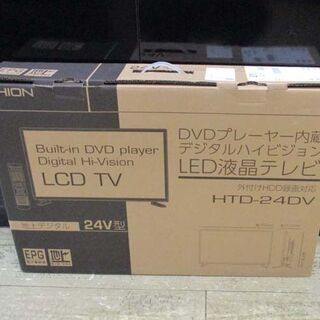 HION
Built-in DVD player
Digital Hi-Vision
LCD TV
DVDプレーヤー内蔵
デジタルハイビジョン
LED液晶テレビ
外付けHDD録画対応
HTD-24DV
地上デジタル
24V型
EPG